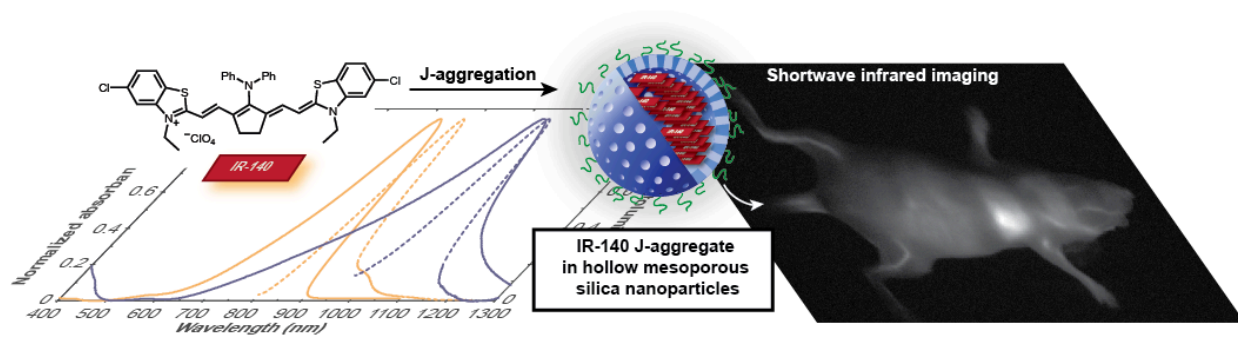 Ph
Ph
Cl
S
N
Cl
S
N+
N
-ClO4
IR-140
J-aggregation
Shortwave infrared imaging
IR-140 J-aggregate
in hollow mesoporous
silica nanoparticles
Normalized absorban
0.6
0.4
0.2
0
0
400
500
600
700
800
900
1000
1100
1200
1300
Wavelength (nm)